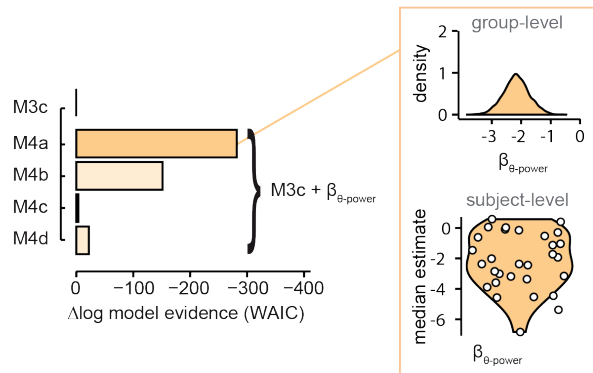 M3c
M4a
M4b
M4c
M4d
M3c + βθ-power
0 −100 −200 −300 −400
Δlog model evidence (WAIC)
group-level
density
2
1
0
-3 -2 -1 0
βθ-power
subject-level
median estimate
0
-2
-4
-6
βθ-power